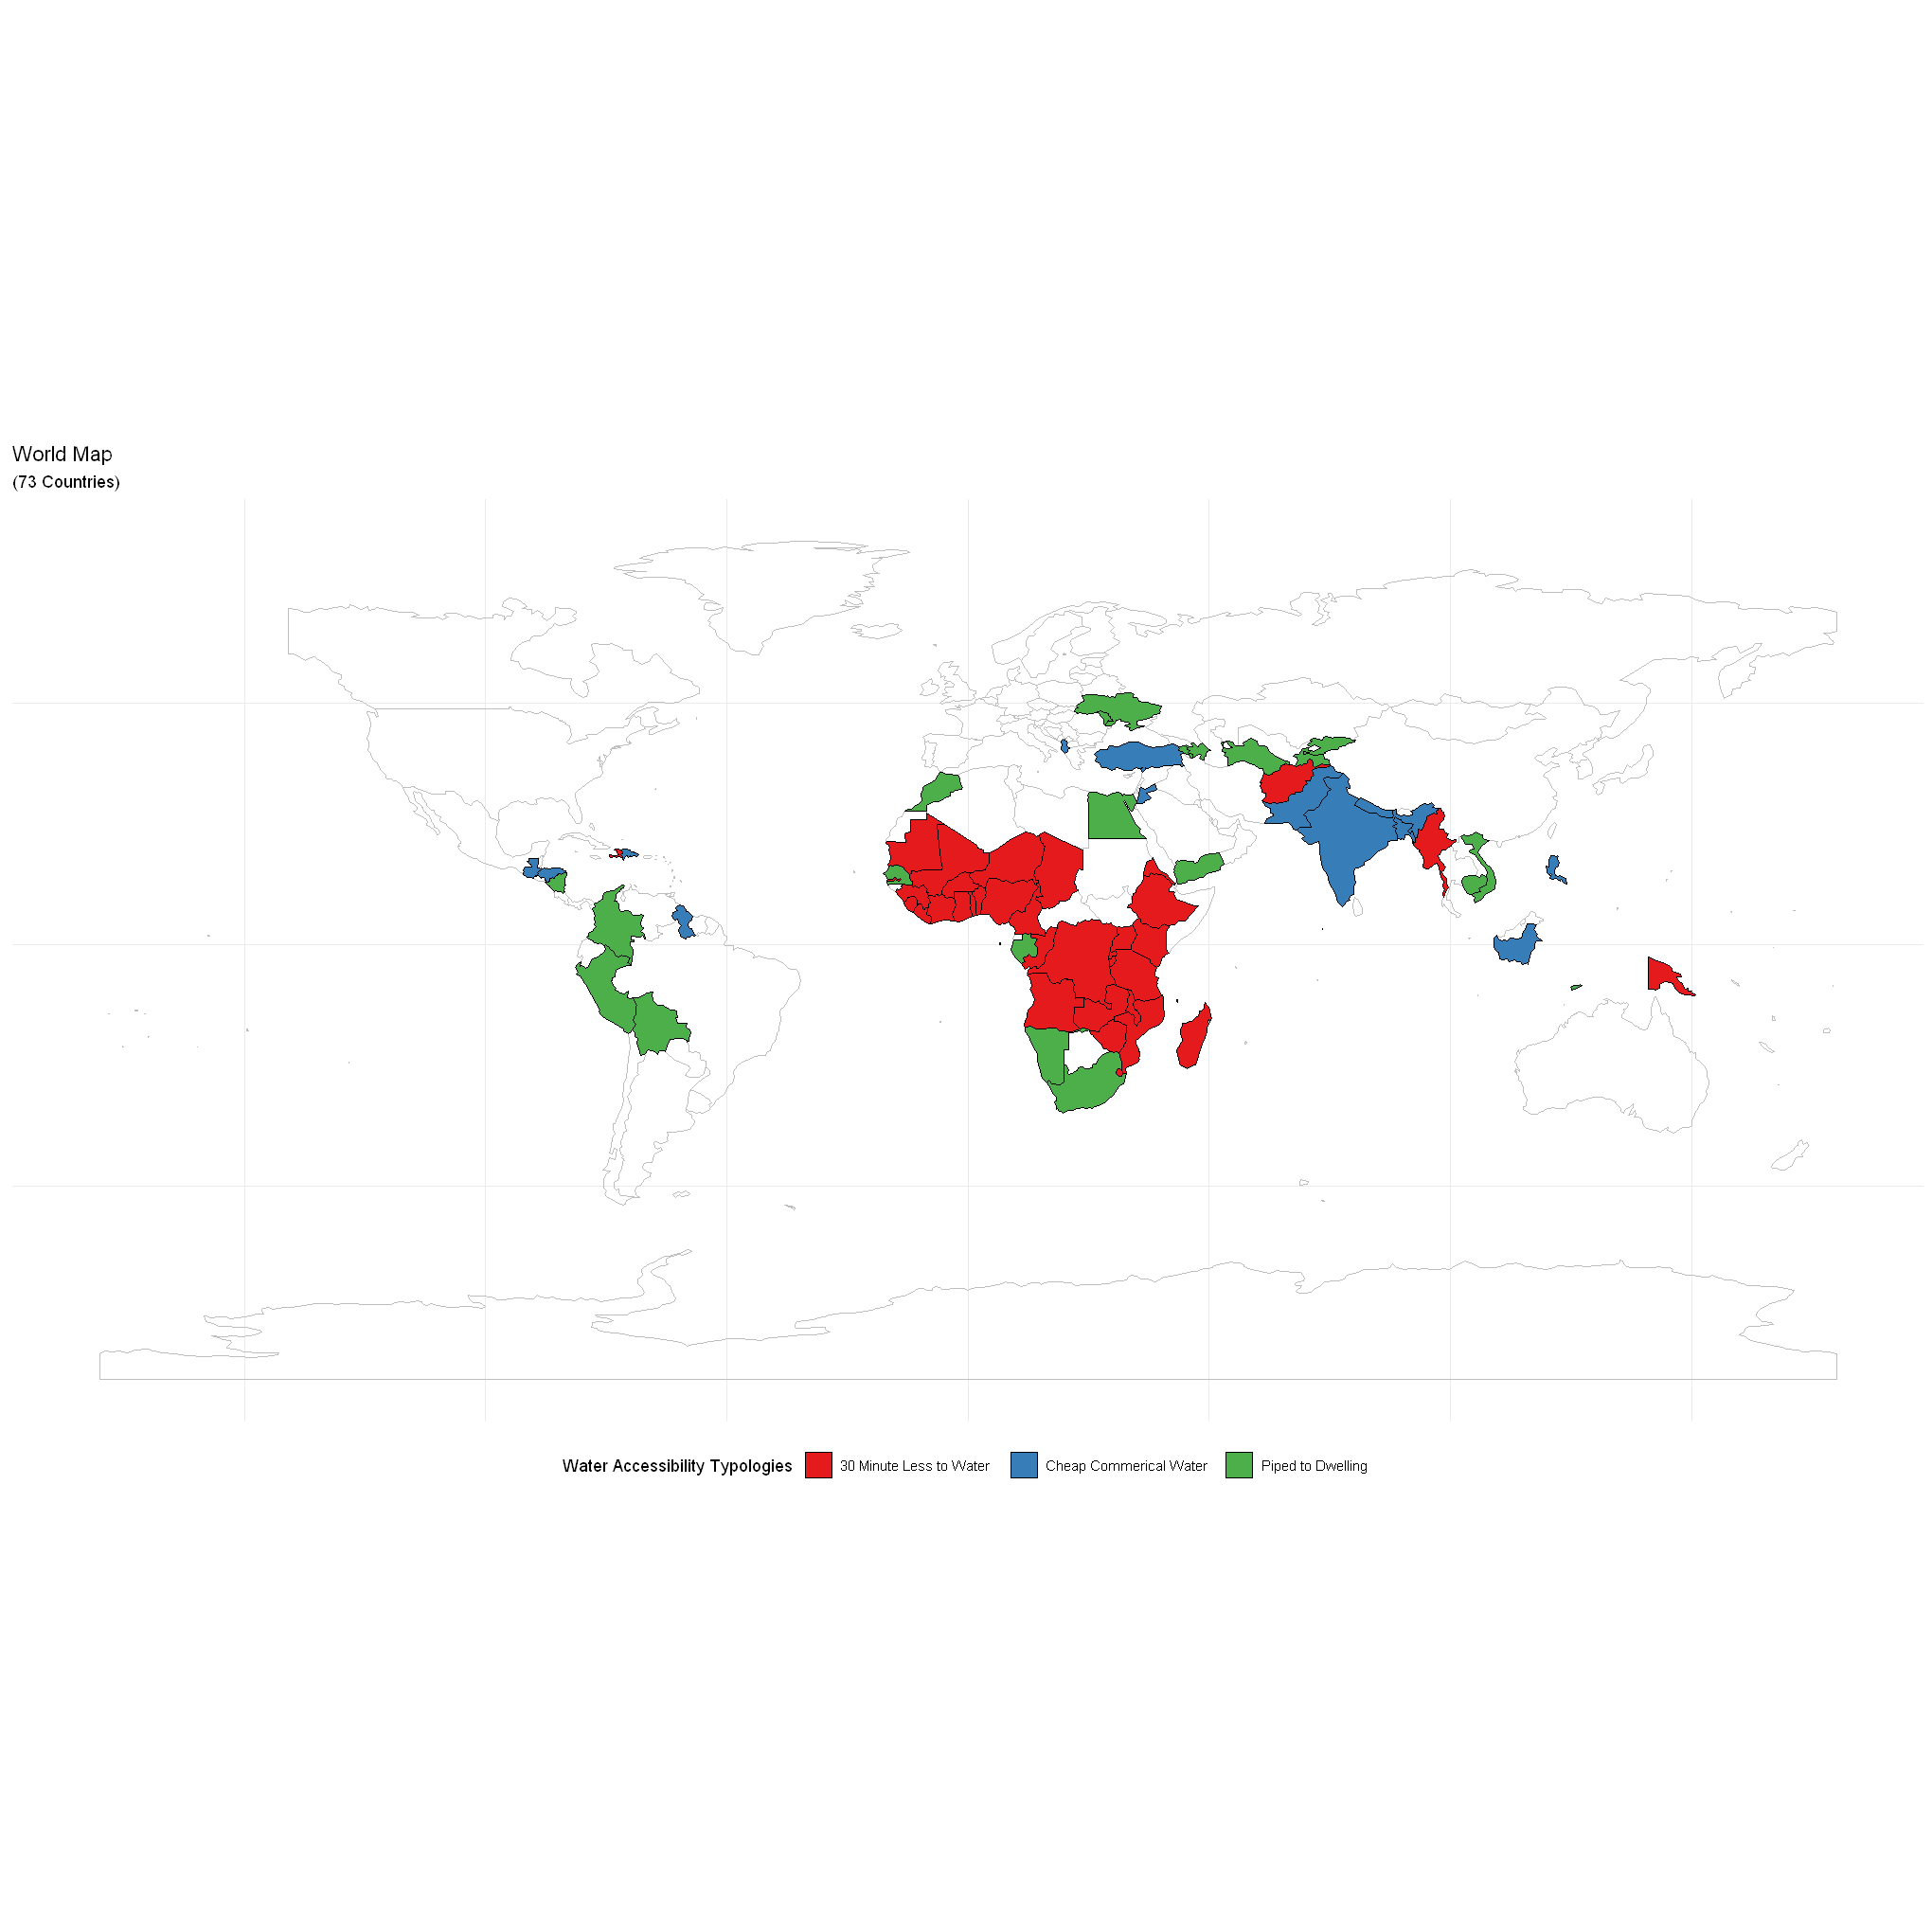 World Map
(73 Countries)
Water Accessibility Typologies 30 Minute Less to Water Cheap Commerical Water Piped to Dwelling